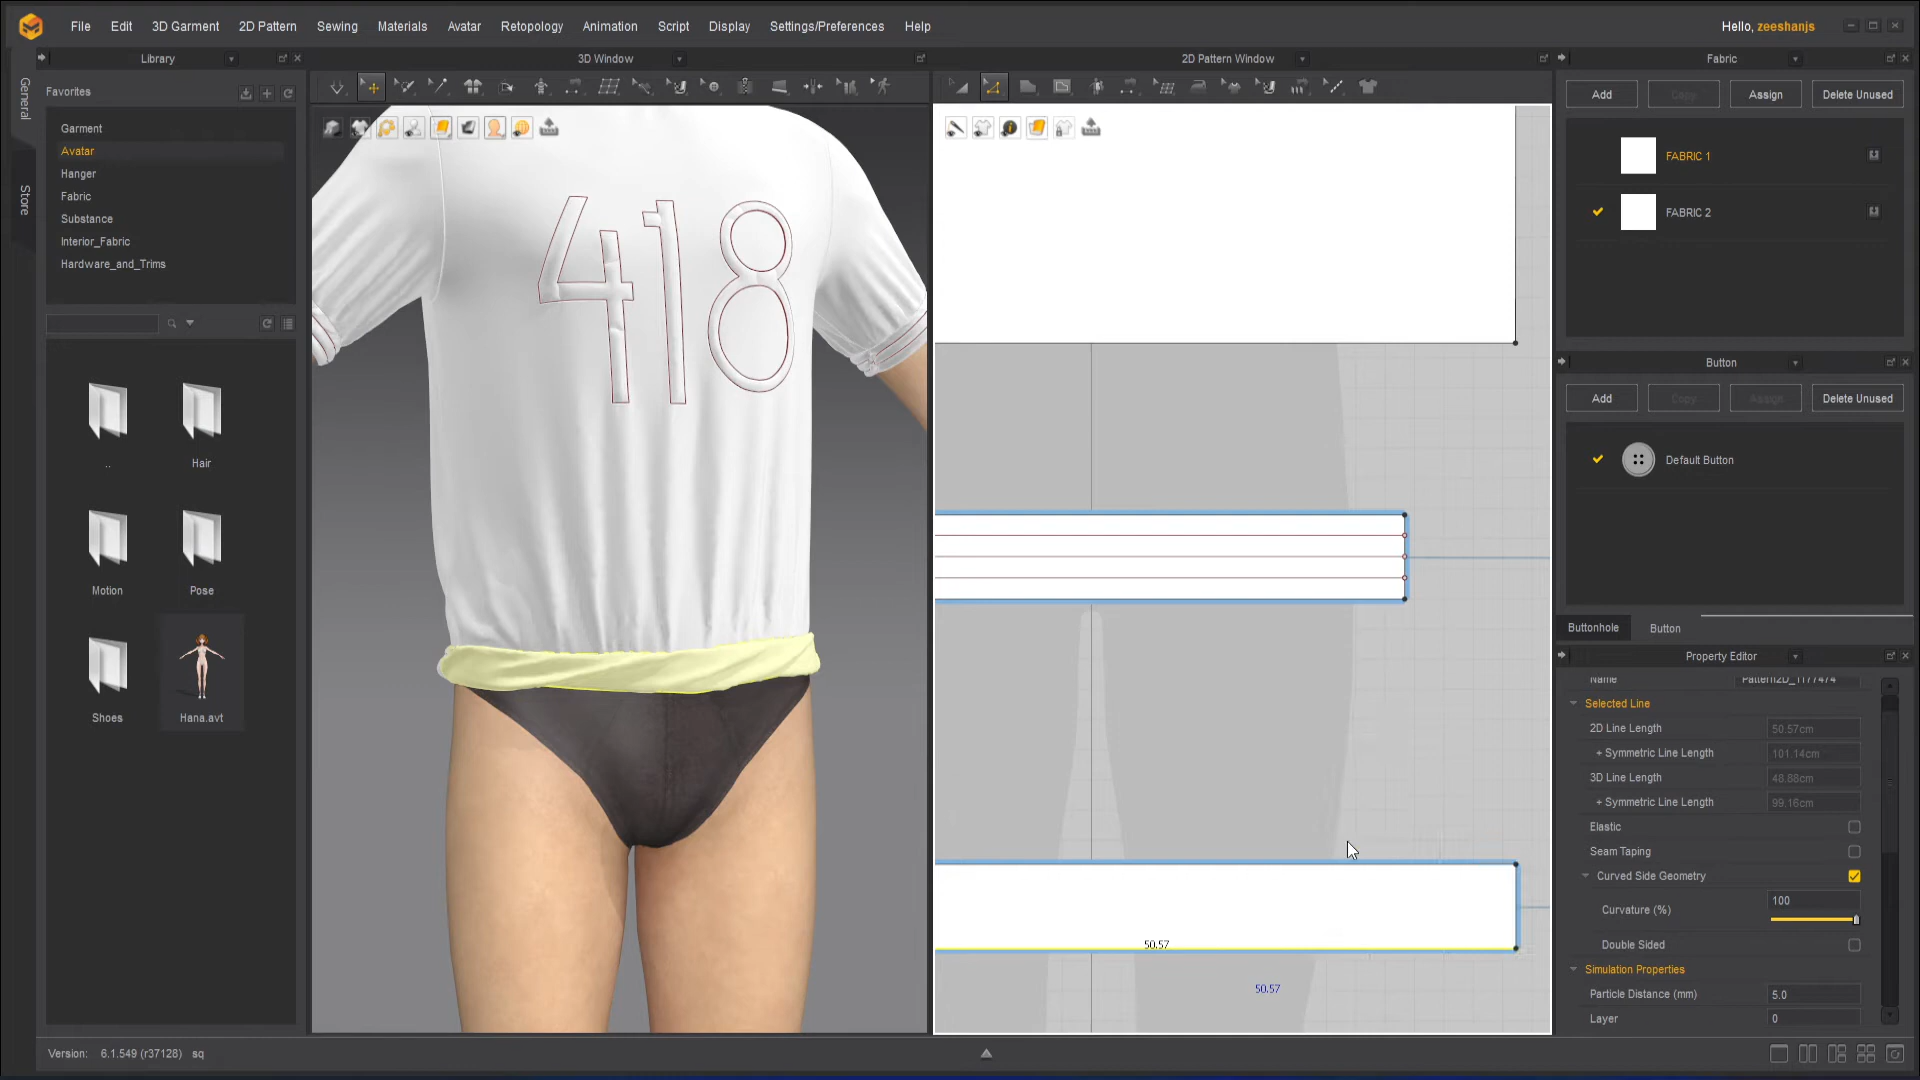 File Edit 3D Garment 2D Pattern Sewing Materials Avatar Retopology Animation Script Display Settings/Preferences Help
Hello, zeeshanjs
Library
3D Window
2D Pattern Window
Fabric
General
Store
Favorites
Garment
Avatar
Hanger
Fabric
Substance
Interior_Fabric
Hardware_and_Trims
..
Hair
Motion
Pose
Shoes
Hana.avt
418
50.57
50.57
Add Copy Assign Delete Unused
FABRIC 1
FABRIC 2
Button
Add Copy Assign Delete Unused
Default Button
Buttonhole Button
Property Editor
Name Pattern2D_1177474
Selected Line
2D Line Length 50.57cm
+ Symmetric Line Length 101.14cm
3D Line Length 48.88cm
+ Symmetric Line Length 99.16cm
Elastic
Seam Taping
Curved Side Geometry
Curvature (%) 100
Double Sided
Simulation Properties
Particle Distance (mm) 5.0
Layer 0
Version: 6.1.549 (r37128) sq